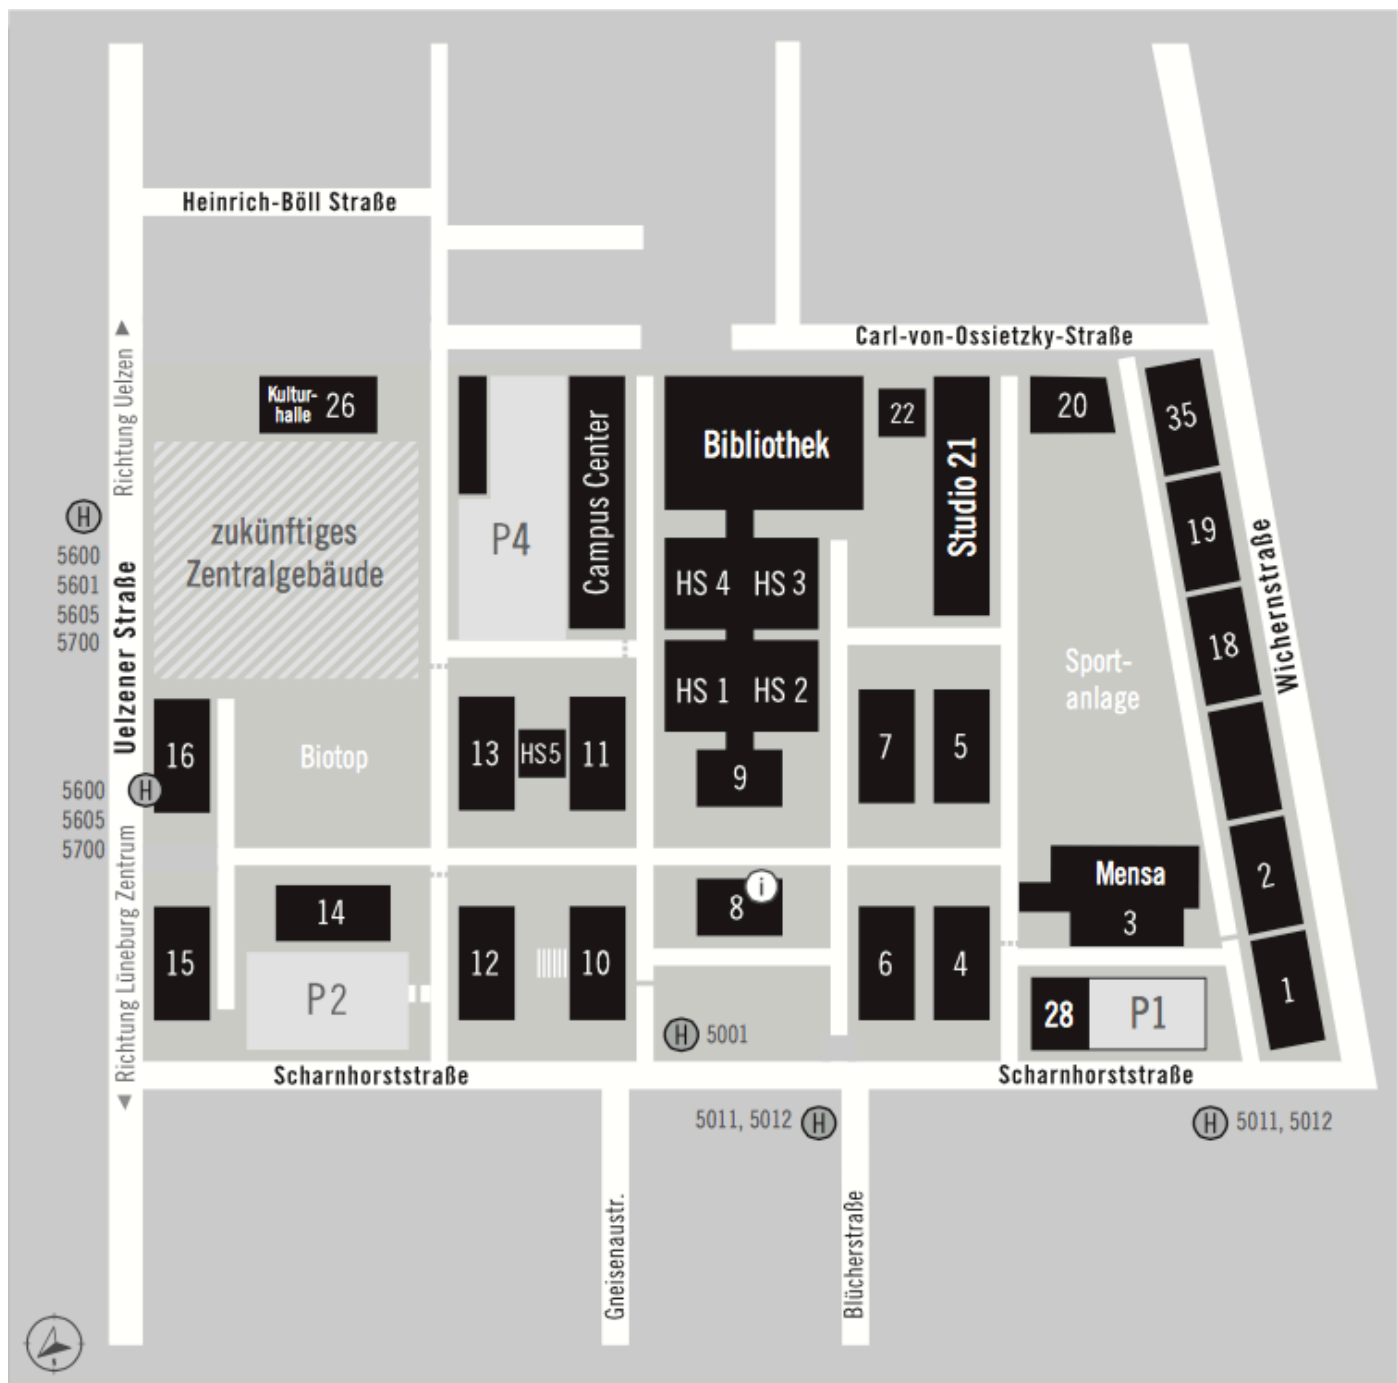 Heinrich-Böll Straße
Carl-von-Ossietzky-Straße
Richtung Uelzen ▲
Kultur-
halle 26
Campus Center
Bibliothek
22
Studio 21
20
35
zukünftiges
Zentralgebäude
P4
H
5600
5601
5605
5700
Uelzener Straße
HS 4
HS 3
19
Wichernstraße
18
Sport-
anlage
HS 1
HS 2
16
Biotop
13
HS5
11
9
7
5
H
5600
5605
5700
◄ Richtung Lüneburg Zentrum
Mensa
3
2
14
8
i
15
12
10
6
4
P2
28
P1
1
H 5001
Scharnhorststraße
Scharnhorststraße
5011, 5012 H
H 5011, 5012
Gneisenaustr.
Blücherstraße